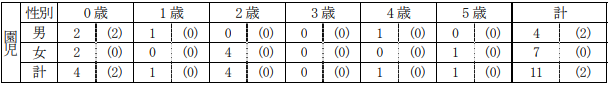 園児 性別 0歳 1歳 2歳 3歳 4歳 5歳 計
男 2 (2) 1 (0) 0 (0) 0 (0) 1 (0) 0 (0) 4 (2)
女 2 (0) 0 (0) 4 (0) 0 (0) 0 (0) 1 (0) 7 (0)
計 4 (2) 1 (0) 4 (0) 0 (0) 1 (0) 1 (0) 11 (2)